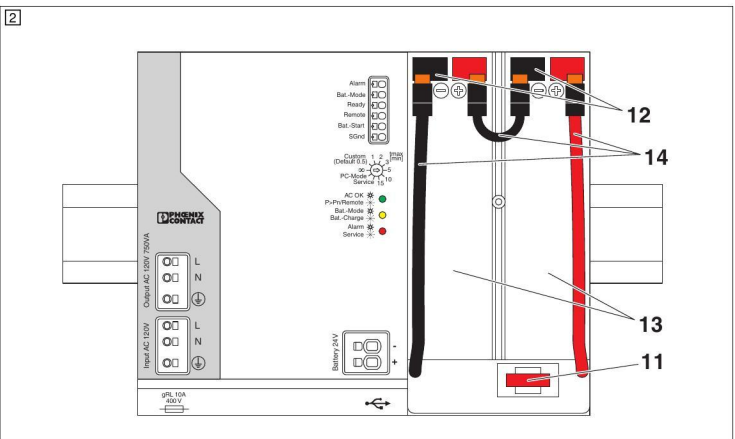 2
Alarm
Bat.-Mode
Ready
Remote
Bat.-Start
SGnd
Custom 1 2 3 tmax
(Default 0.5) [min]
∞ 5
PC-Mode 10
Service 15
AC OK
P>Pn/Remote
Bat.-Mode
Bat.-Charge
Alarm
Service
PHŒNIX
CONTACT
Output AC 120V 750VA
L
N
Input AC 120V
L
N
Battery 24V
-
+
gRL 10A
400 V
− +
− +
12
14
13
11